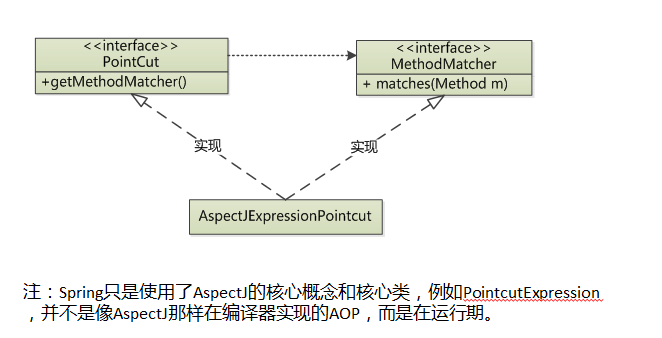 <<interface>>
PointCut
+getMethodMatcher()
<<interface>>
MethodMatcher
+ matches(Method m)
实现
实现
AspectJExpressionPointcut
注：Spring只是使用了AspectJ的核心概念和核心类，例如PointcutExpression
，并不是像AspectJ那样在编译器实现的AOP，而是在运行期。